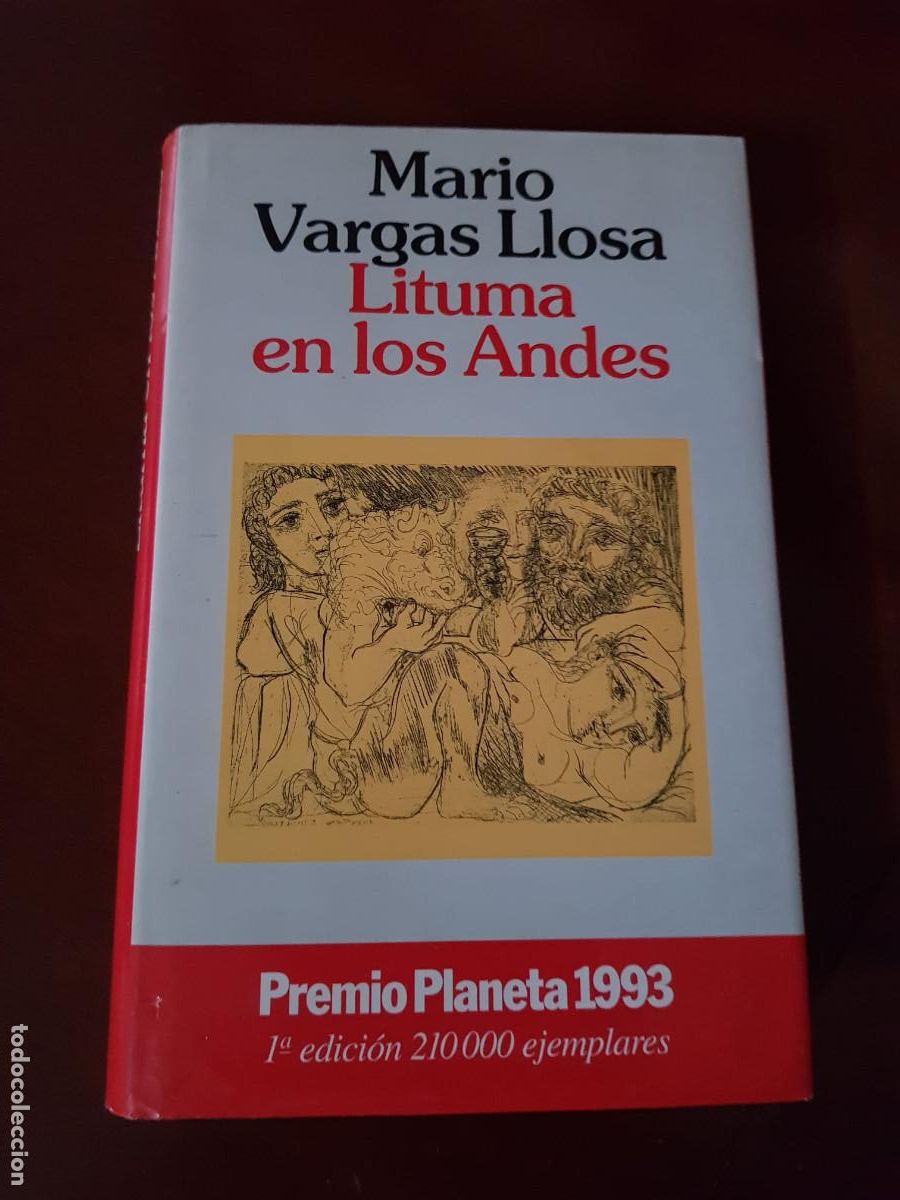 Mario
Vargas Llosa
Lituma
en los Andes
Premio Planeta 1993
1ª edición 210 000 ejemplares
todocoleccion